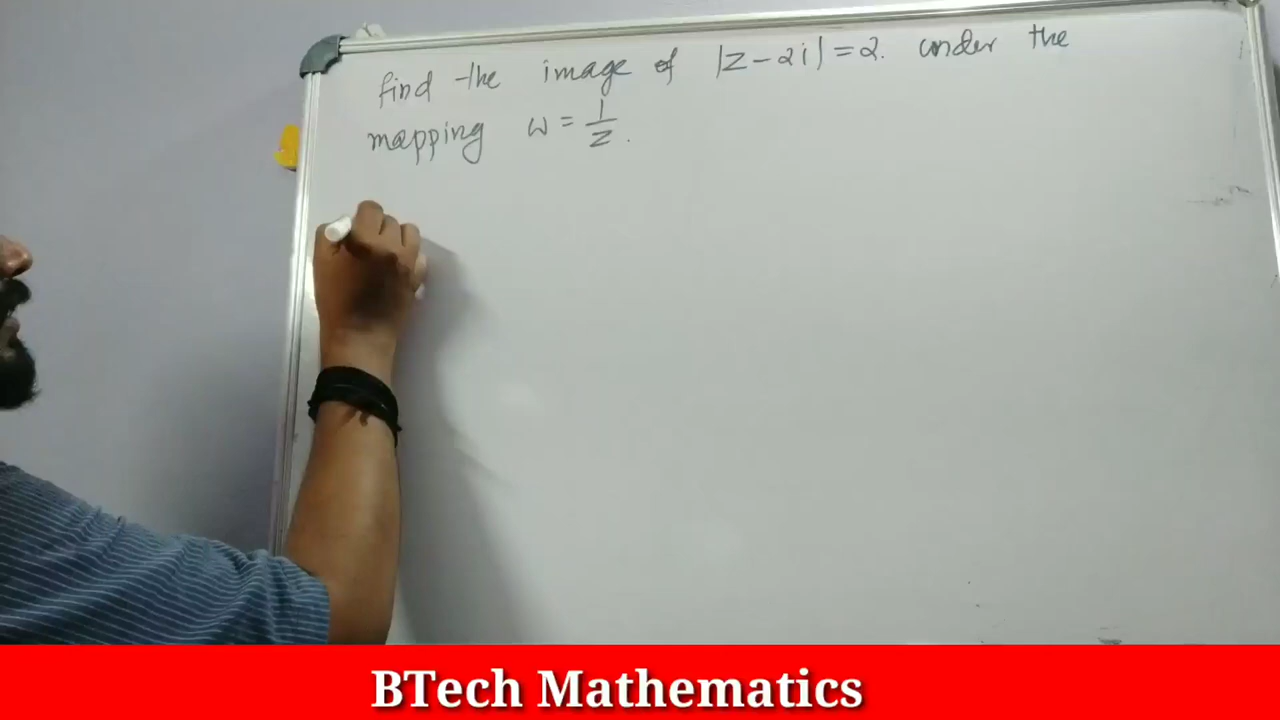 find the image of |z-2i|=2. under the
mapping w = 1/z.
BTech Mathematics